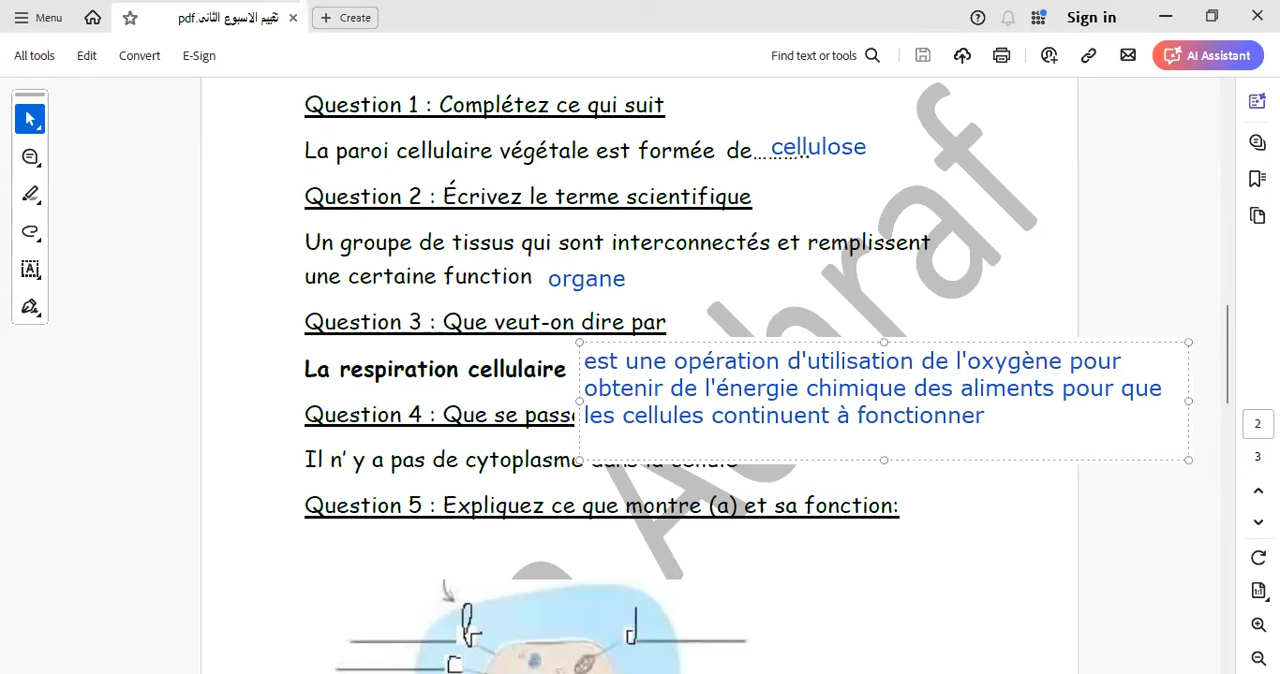 Menu
تقييم الاسبوع الثانى.pdf
Create
Sign in
All tools
Edit
Convert
E-Sign
Find text or tools
AI Assistant
Question 1 : Complétez ce qui suit
La paroi cellulaire végétale est formée de……….. cellulose
Question 2 : Écrivez le terme scientifique
Un groupe de tissus qui sont interconnectés et remplissent
une certaine function organe
Question 3 : Que veut-on dire par
La respiration cellulaire
est une opération d'utilisation de l'oxygène pour
obtenir de l'énergie chimique des aliments pour que
les cellules continuent à fonctionner
Question 4 : Que se passe
Il n' y a pas de cytoplasme dans la cellule
Question 5 : Expliquez ce que montre (a) et sa fonction:
Ashraf
b
d
c
2
3